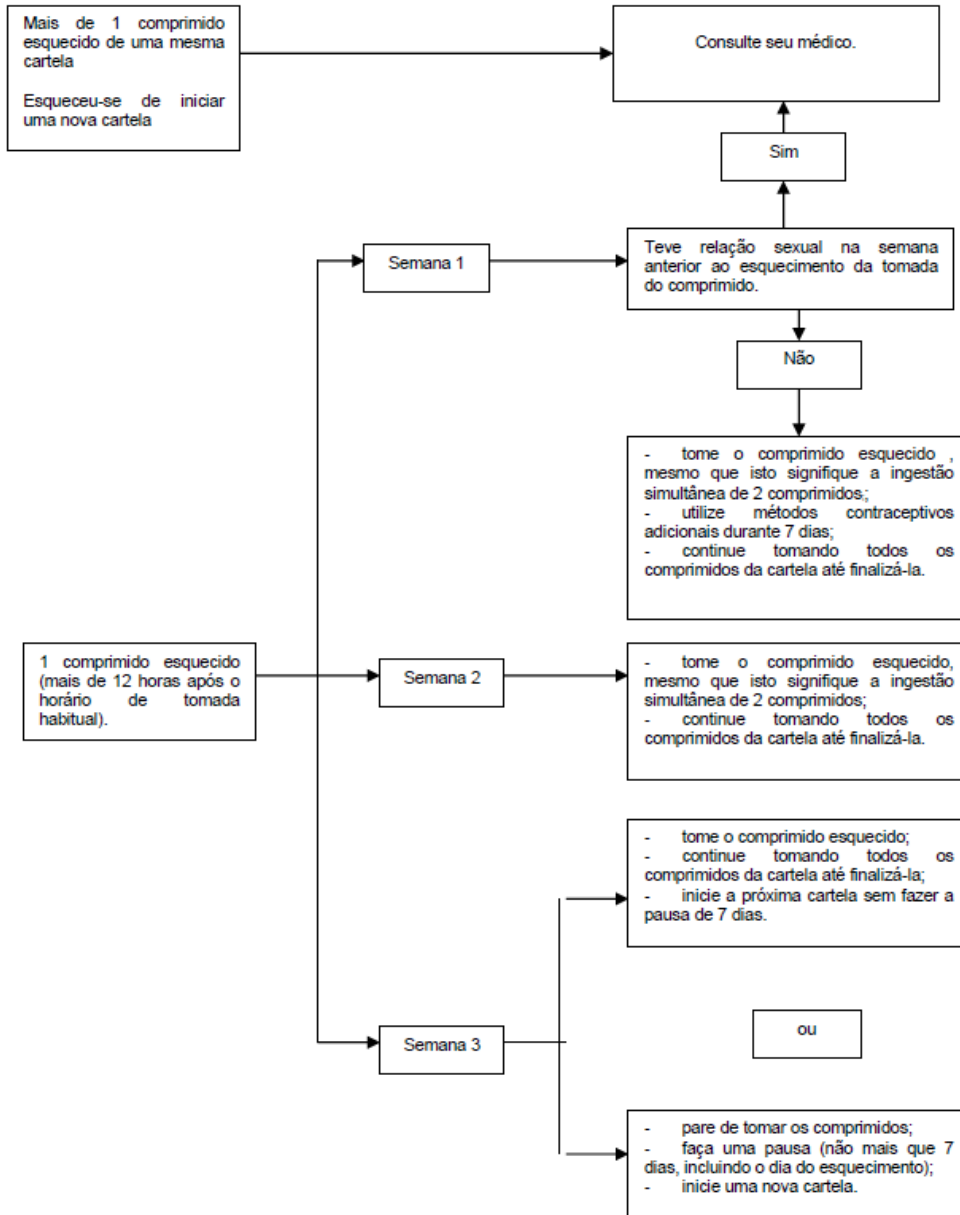 Mais de 1 comprimido
esquecido de uma mesma
cartela
Esqueceu-se de iniciar
uma nova cartela
Consulte seu médico.
Sim
Semana 1
Teve relação sexual na semana
anterior ao esquecimento da tomada
do comprimido.
Não
- tome o comprimido esquecido ,
mesmo que isto signifique a ingestão
simultânea de 2 comprimidos;
- utilize métodos contraceptivos
adicionais durante 7 dias;
- continue tomando todos os
comprimidos da cartela até finalizá-la.
1 comprimido esquecido
(mais de 12 horas após o
horário de tomada
habitual).
Semana 2
- tome o comprimido esquecido,
mesmo que isto signifique a ingestão
simultânea de 2 comprimidos;
- continue tomando todos os
comprimidos da cartela até finalizá-la.
- tome o comprimido esquecido;
- continue tomando todos os
comprimidos da cartela até finalizá-la;
- inicie a próxima cartela sem fazer a
pausa de 7 dias.
Semana 3
ou
- pare de tomar os comprimidos;
- faça uma pausa (não mais que 7
dias, incluindo o dia do esquecimento);
- inicie uma nova cartela.